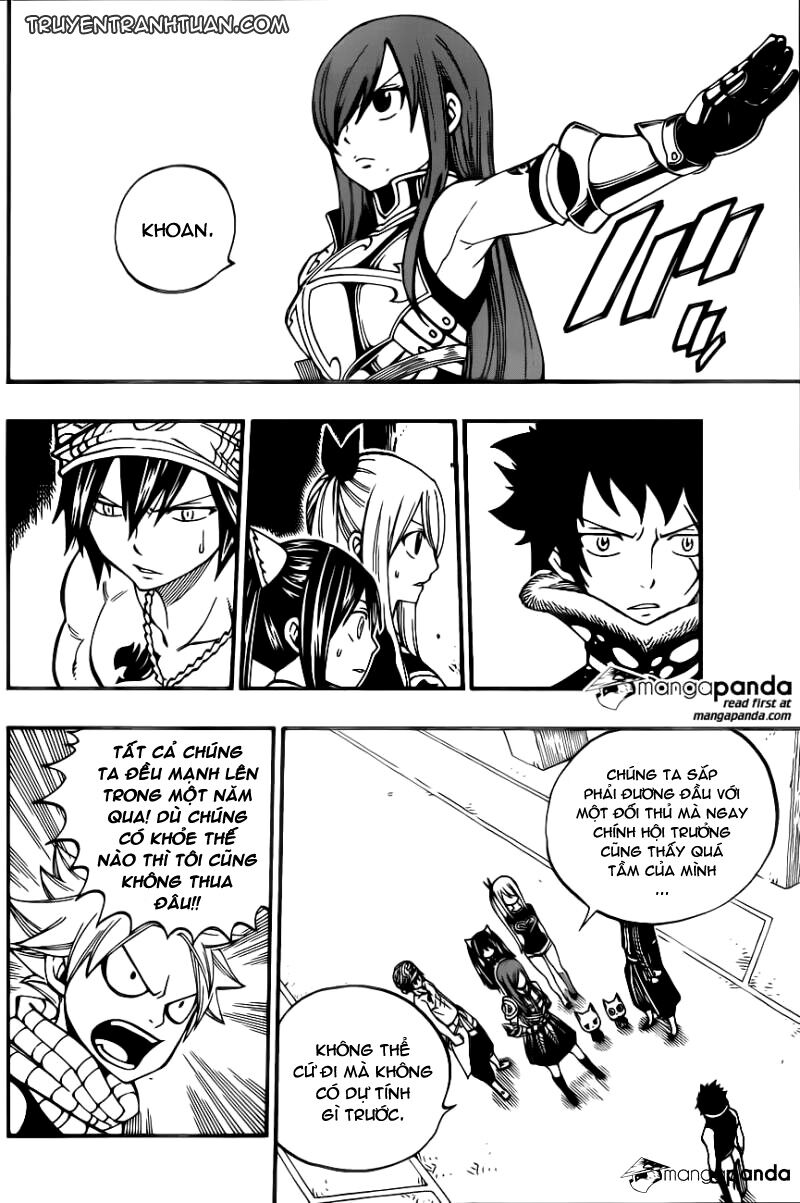 TRUYENTRANHTUAN.COM
KHOAN.
mangapanda
read first at
mangapanda.com
TẤT CẢ CHÚNG
TA ĐỀU MẠNH LÊN
TRONG MỘT NĂM
QUA! DÙ CHÚNG
CÓ KHỎE THẾ
NÀO THÌ TÔI CŨNG
KHÔNG THUA
ĐÂU!!
CHÚNG TA SẮP
PHẢI ĐƯƠNG ĐẦU VỚI
MỘT ĐỐI THỦ MÀ NGAY
CHÍNH HỘI TRƯỞNG
CŨNG THẤY QUÁ
TẦM CỦA MÌNH
...
KHÔNG THỂ
CỨ ĐI MÀ KHÔNG
CÓ DỰ TÍNH
GÌ TRƯỚC.
mangapanda